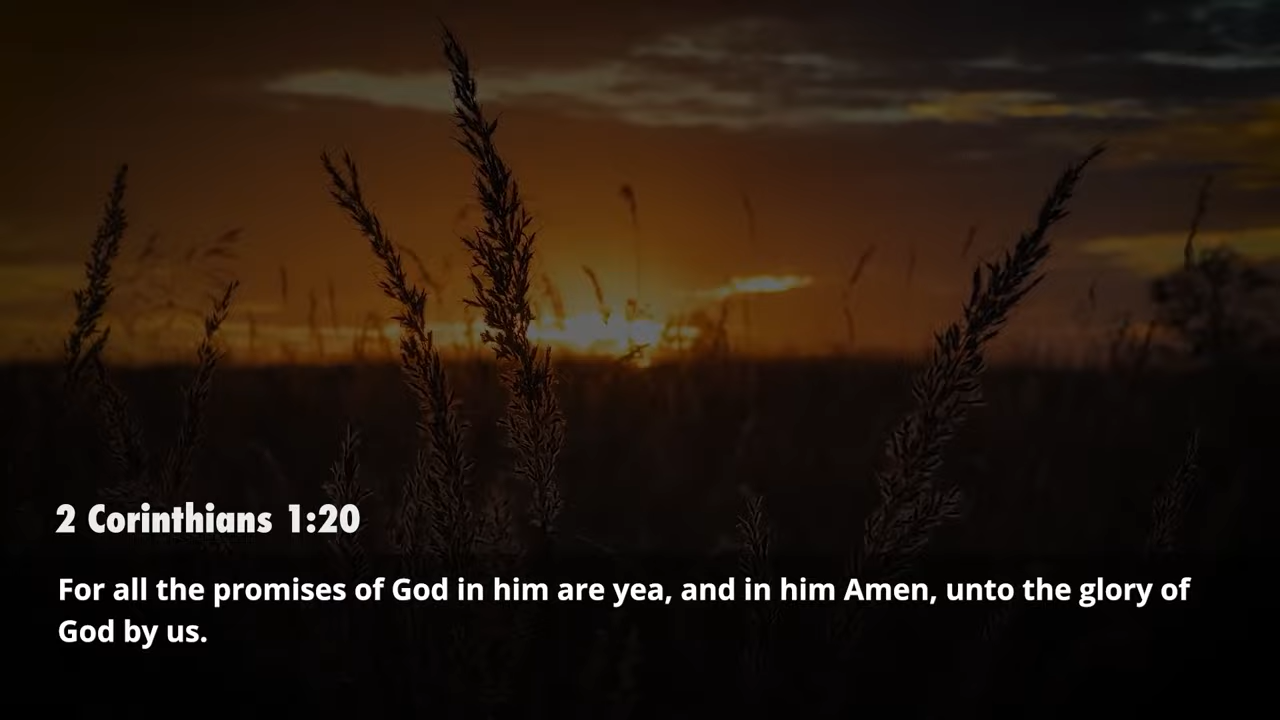 2 Corinthians 1:20
For all the promises of God in him are yea, and in him Amen, unto the glory of
God by us.